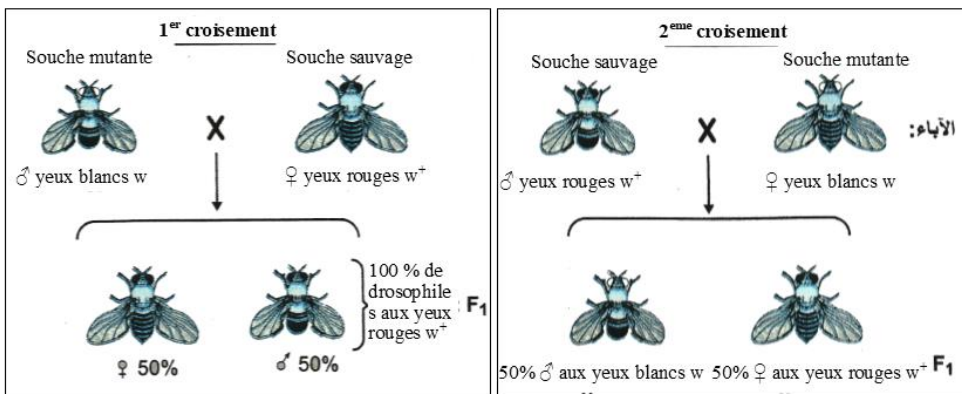 1er croisement
Souche mutante Souche sauvage
X
♂ yeux blancs w ♀ yeux rouges w+
100 % de
drosophile
s aux yeux
rouges w+
F1
♀ 50% ♂ 50%
2eme croisement
Souche sauvage Souche mutante
X
الآباء:
♂ yeux rouges w+ ♀ yeux blancs w
50% ♂ aux yeux blancs w 50% ♀ aux yeux rouges w+ F1